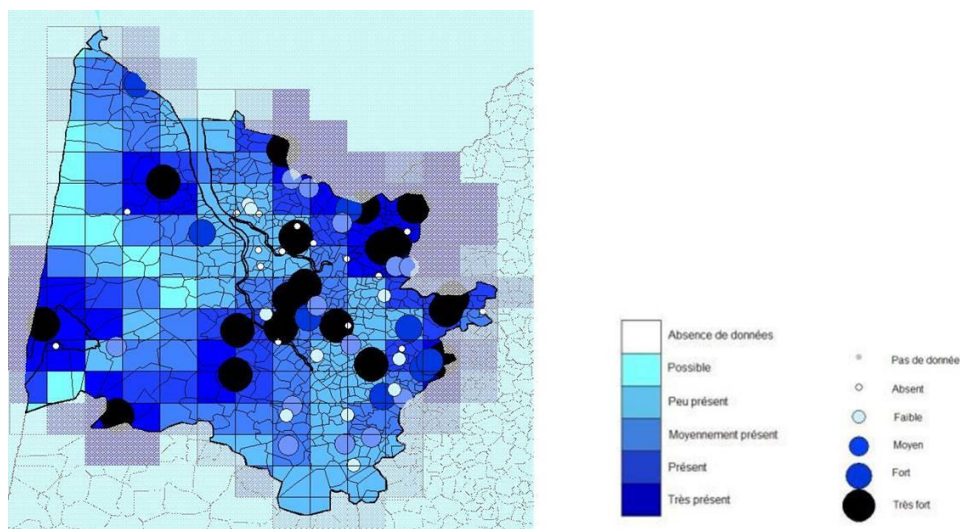 Absence de données
Possible
Peu présent
Moyennement présent
Présent
Très présent
Pas de donnée
Absent
Faible
Moyen
Fort
Très fort